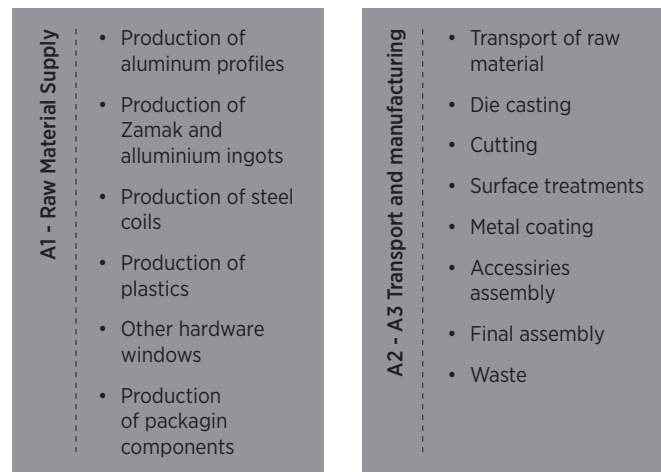 A1 - Raw Material Supply
• Production of
aluminum profiles
• Production of
Zamak and
alluminium ingots
• Production of steel
coils
• Production of
plastics
• Other hardware
windows
• Production
of packagin
components
A2 - A3 Transport and manufacturing
• Transport of raw
material
• Die casting
• Cutting
• Surface treatments
• Metal coating
• Accessiries
assembly
• Final assembly
• Waste